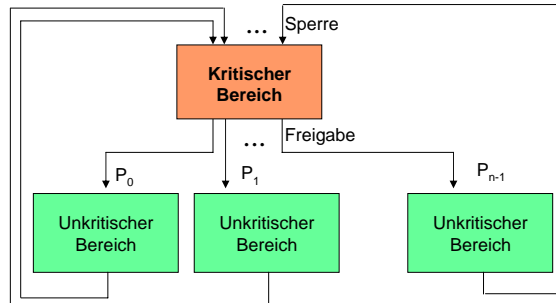 ... Sperre
Kritischer
Bereich
... Freigabe
P0
P1
Pn-1
Unkritischer
Bereich
Unkritischer
Bereich
Unkritischer
Bereich